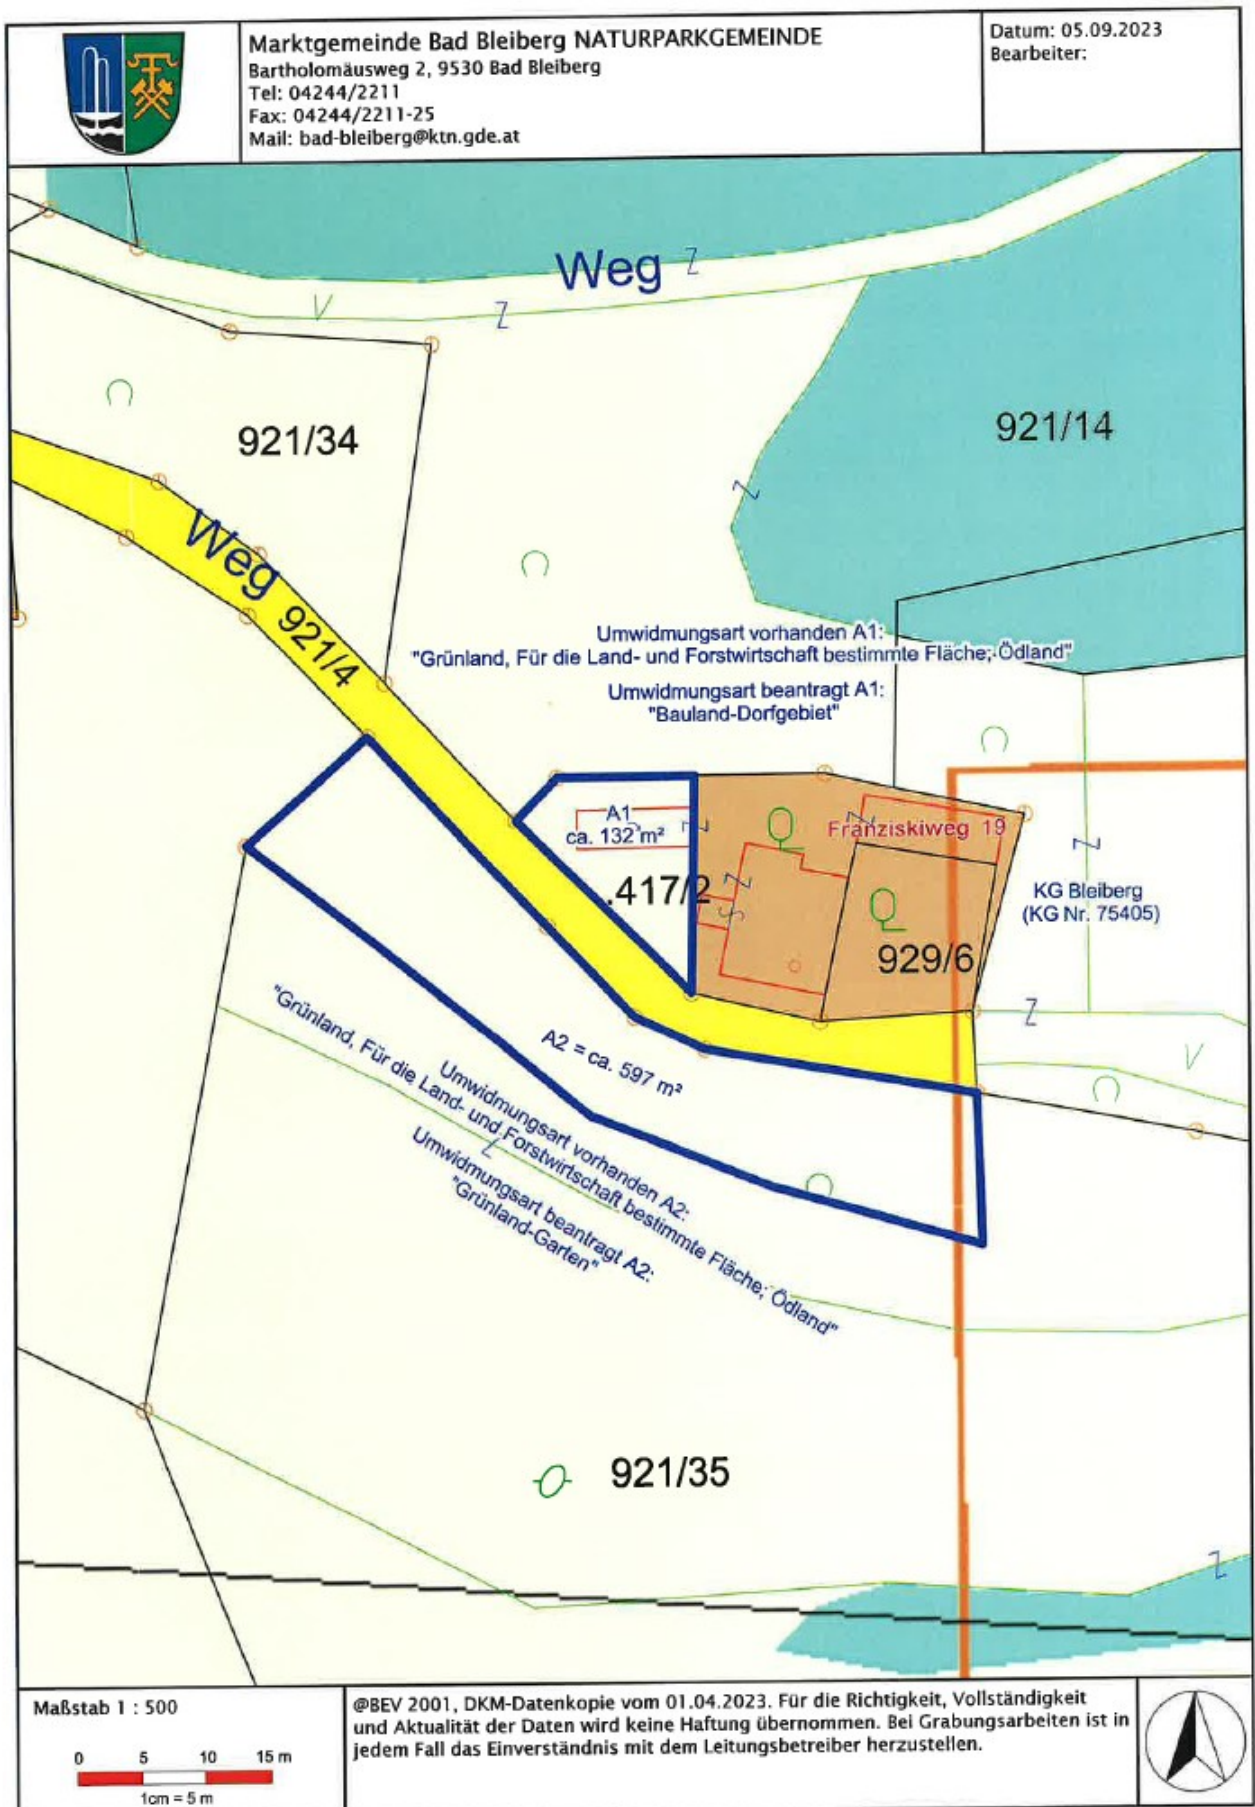 Marktgemeinde Bad Bleiberg NATURPARKGEMEINDE
Bartholomäusweg 2, 9530 Bad Bleiberg
Tel: 04244/2211
Fax: 04244/2211-25
Mail: bad-bleiberg@ktn.gde.at
Datum: 05.09.2023
Bearbeiter:
Weg
921/34
921/14
Weg
921/4
Umwidmungsart vorhanden A1:
"Grünland, Für die Land- und Forstwirtschaft bestimmte Fläche; Ödland"
Umwidmungsart beantragt A1:
"Bauland-Dorfgebiet"
A1
ca. 132 m²
Franziskiweg 19
.417/2
KG Bleiberg
(KG Nr. 75405)
929/6
A2 = ca. 597 m²
Umwidmungsart vorhanden A2:
"Grünland, Für die Land- und Forstwirtschaft bestimmte Fläche; Ödland"
Umwidmungsart beantragt A2:
"Grünland-Garten"
921/35
Maßstab 1 : 500
0 5 10 15 m
1cm = 5 m
@BEV 2001, DKM-Datenkopie vom 01.04.2023. Für die Richtigkeit, Vollständigkeit
und Aktualität der Daten wird keine Haftung übernommen. Bei Grabungsarbeiten ist in
jedem Fall das Einverständnis mit dem Leitungsbetreiber herzustellen.